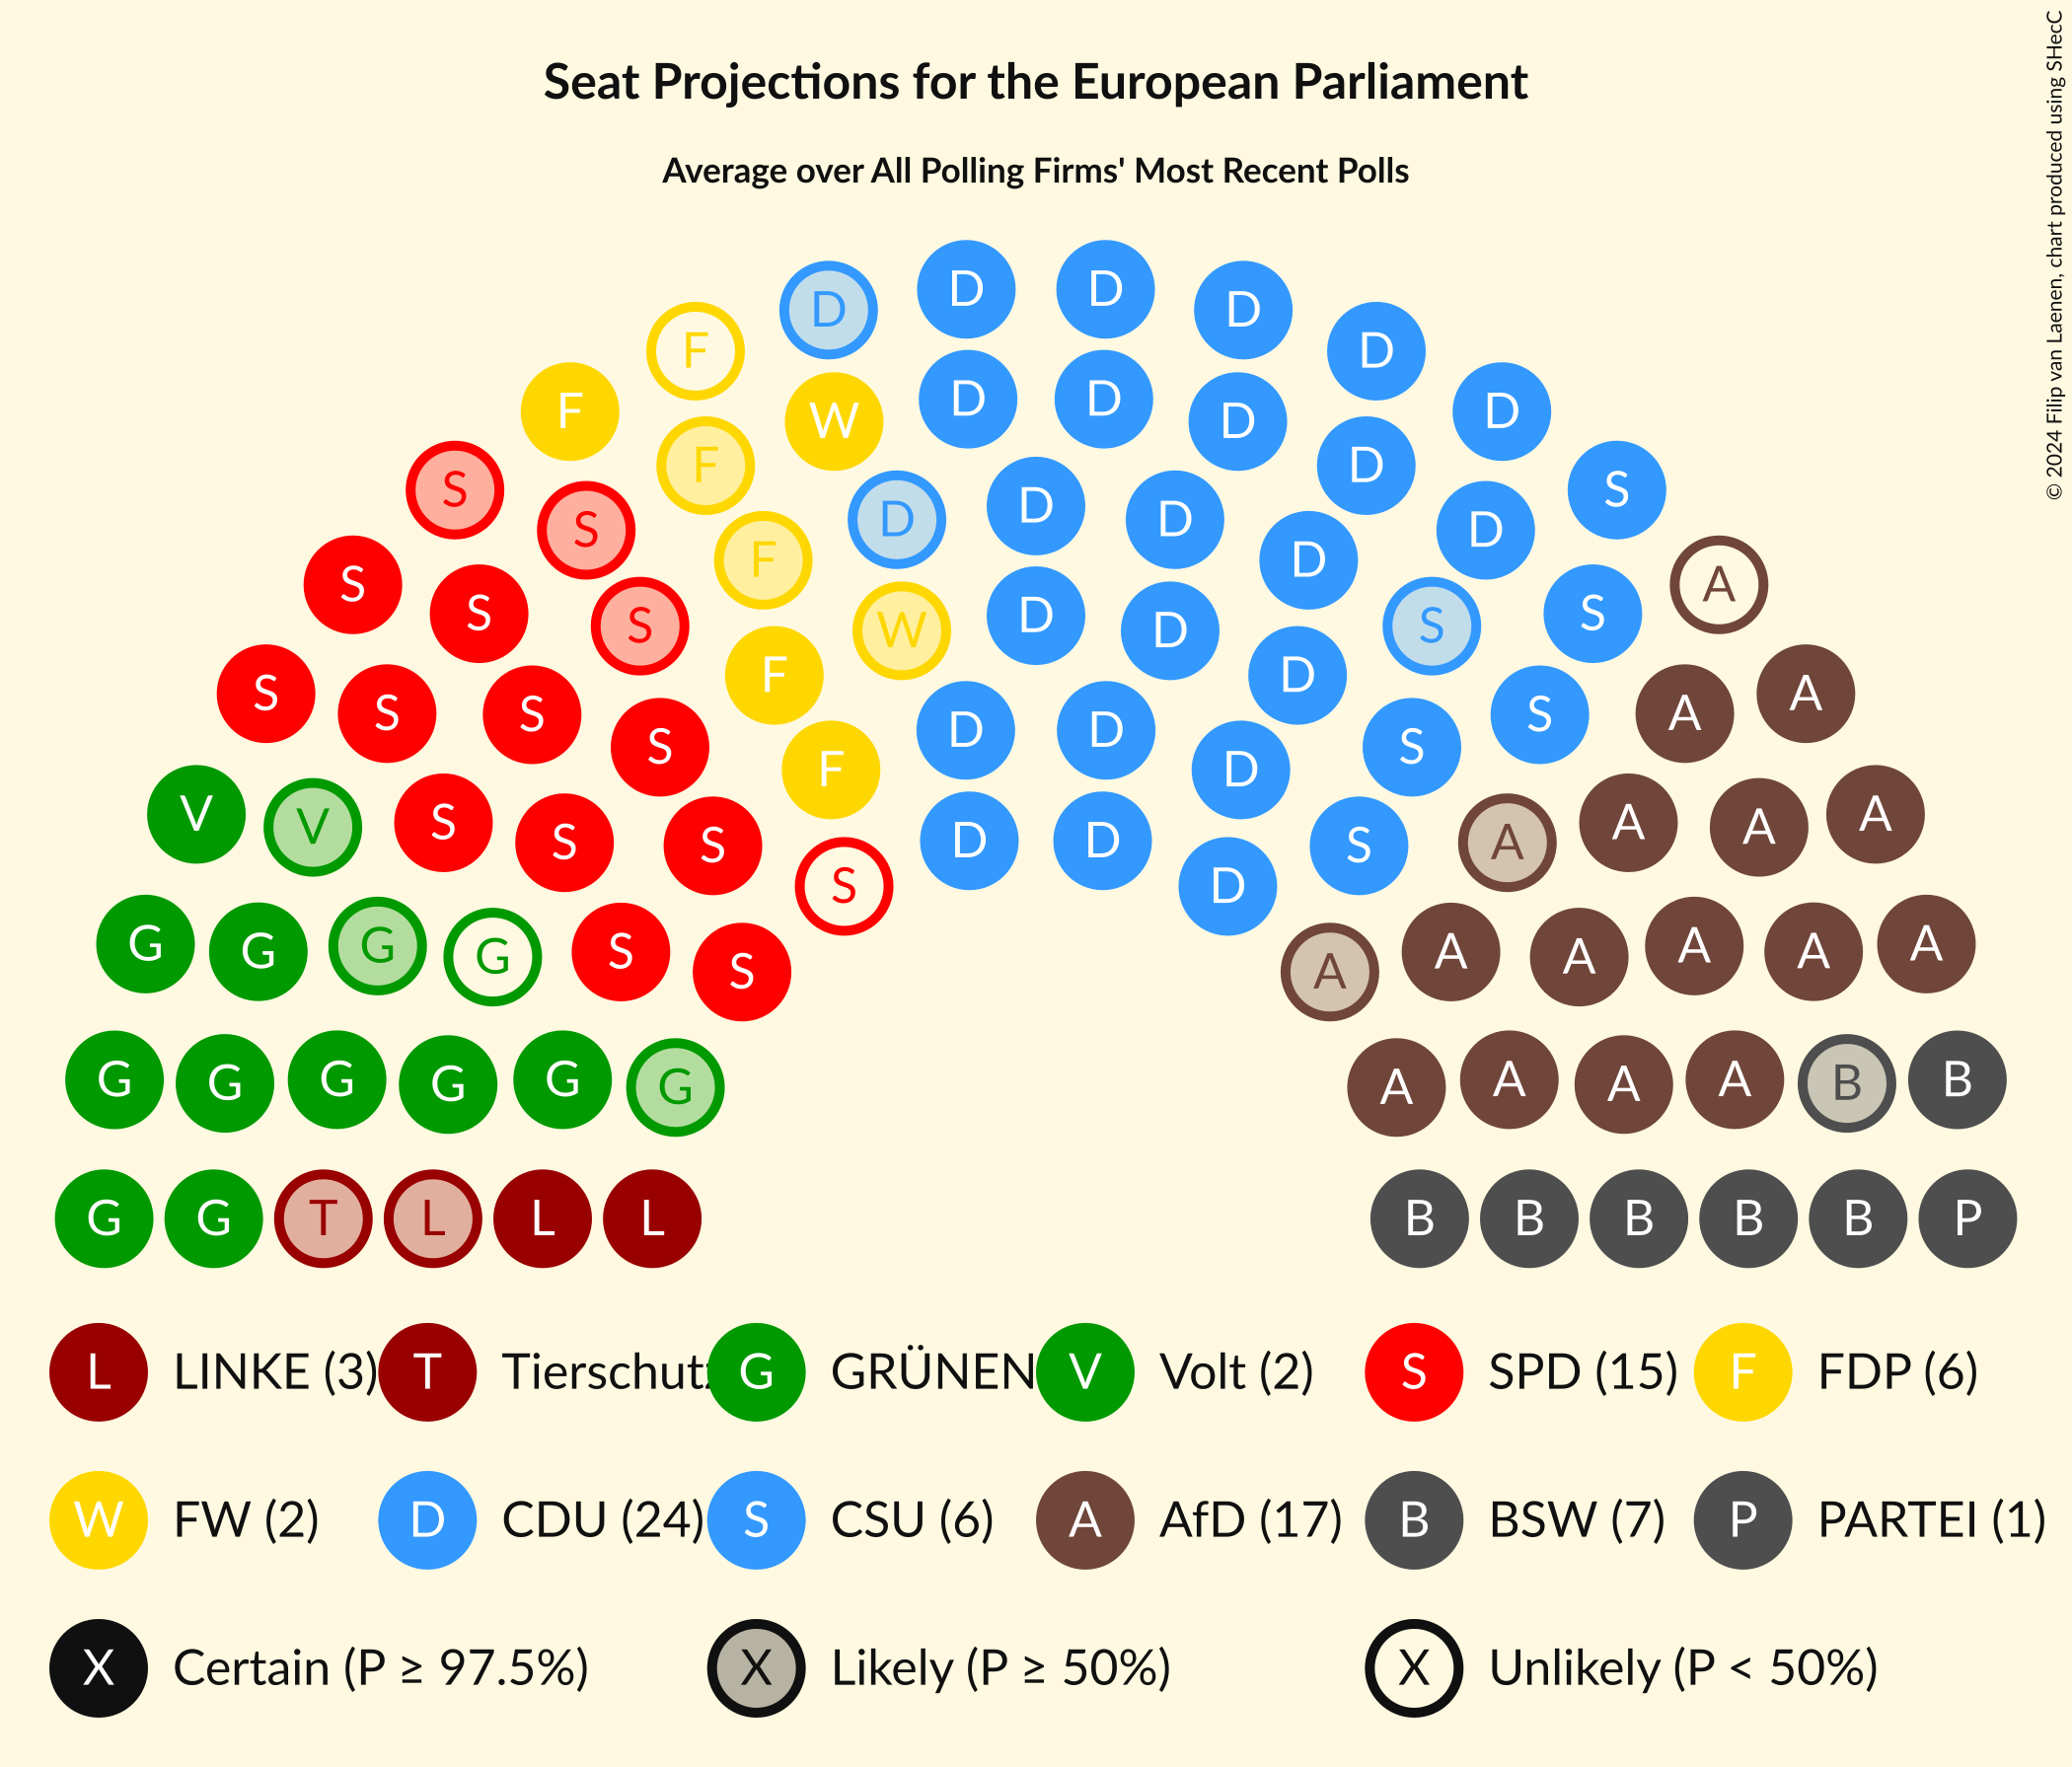 © 2024 Filip van Laenen, chart produced using SHecC
Seat Projections for the European Parliament
Average over All Polling Firms' Most Recent Polls
D D
D D
F D
D D
F D
W D
F D
S S
D
D D
S D
F D
S A
S D S
S S
W D
F D
S A
S S S A
D D
S S
F D
V A
V S A A
S S D D S A
S D
G G G G S A A A A A
S A
G G G G G G A A A A B B
G G T L L L B B B B B P
L LINKE (3) T Tierschutz G GRÜNEN V Volt (2) S SPD (15) F FDP (6)
W FW (2) D CDU (24) S CSU (6) A AfD (17) B BSW (7) P PARTEI (1)
X Certain (P ≥ 97.5%) X Likely (P ≥ 50%) X Unlikely (P < 50%)